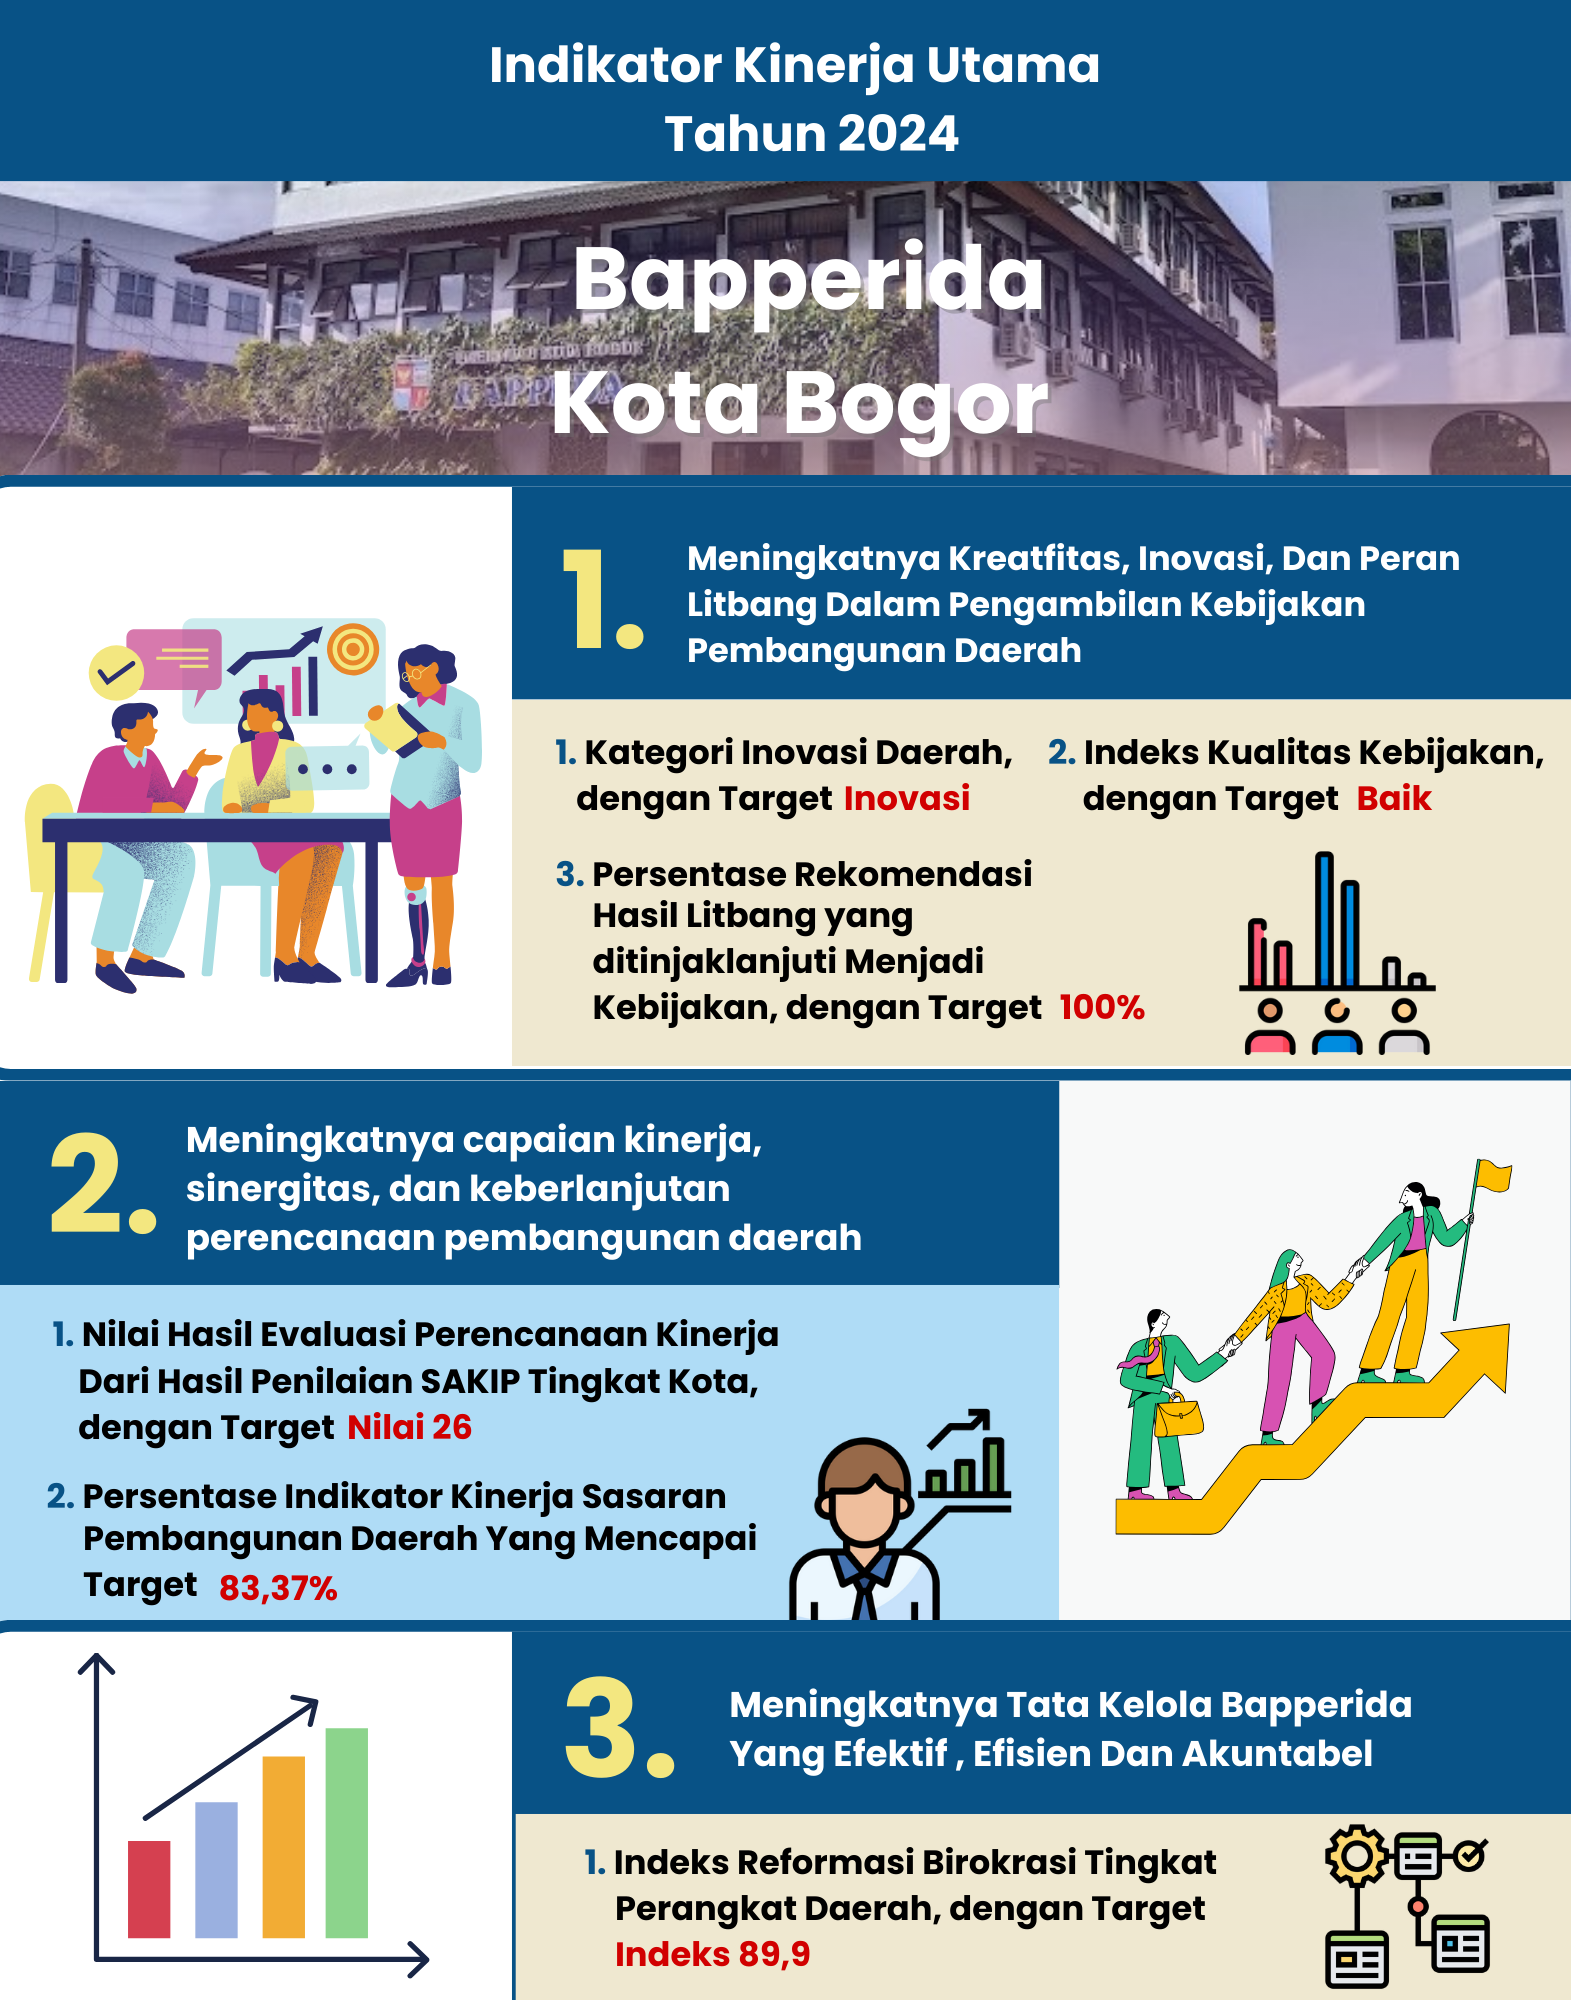 Indikator Kinerja Utama
Tahun 2024
Bapperida
Kota Bogor
1.
Meningkatnya Kreatfitas, Inovasi, Dan Peran
Litbang Dalam Pengambilan Kebijakan
Pembangunan Daerah
1. Kategori Inovasi Daerah,
dengan Target Inovasi
2. Indeks Kualitas Kebijakan,
dengan Target Baik
3. Persentase Rekomendasi
Hasil Litbang yang
ditinjaklanjuti Menjadi
Kebijakan, dengan Target 100%
2.
Meningkatnya capaian kinerja,
sinergitas, dan keberlanjutan
perencanaan pembangunan daerah
1. Nilai Hasil Evaluasi Perencanaan Kinerja
Dari Hasil Penilaian SAKIP Tingkat Kota,
dengan Target Nilai 26
2. Persentase Indikator Kinerja Sasaran
Pembangunan Daerah Yang Mencapai
Target 83,37%
3.
Meningkatnya Tata Kelola Bapperida
Yang Efektif , Efisien Dan Akuntabel
1. Indeks Reformasi Birokrasi Tingkat
Perangkat Daerah, dengan Target
Indeks 89,9